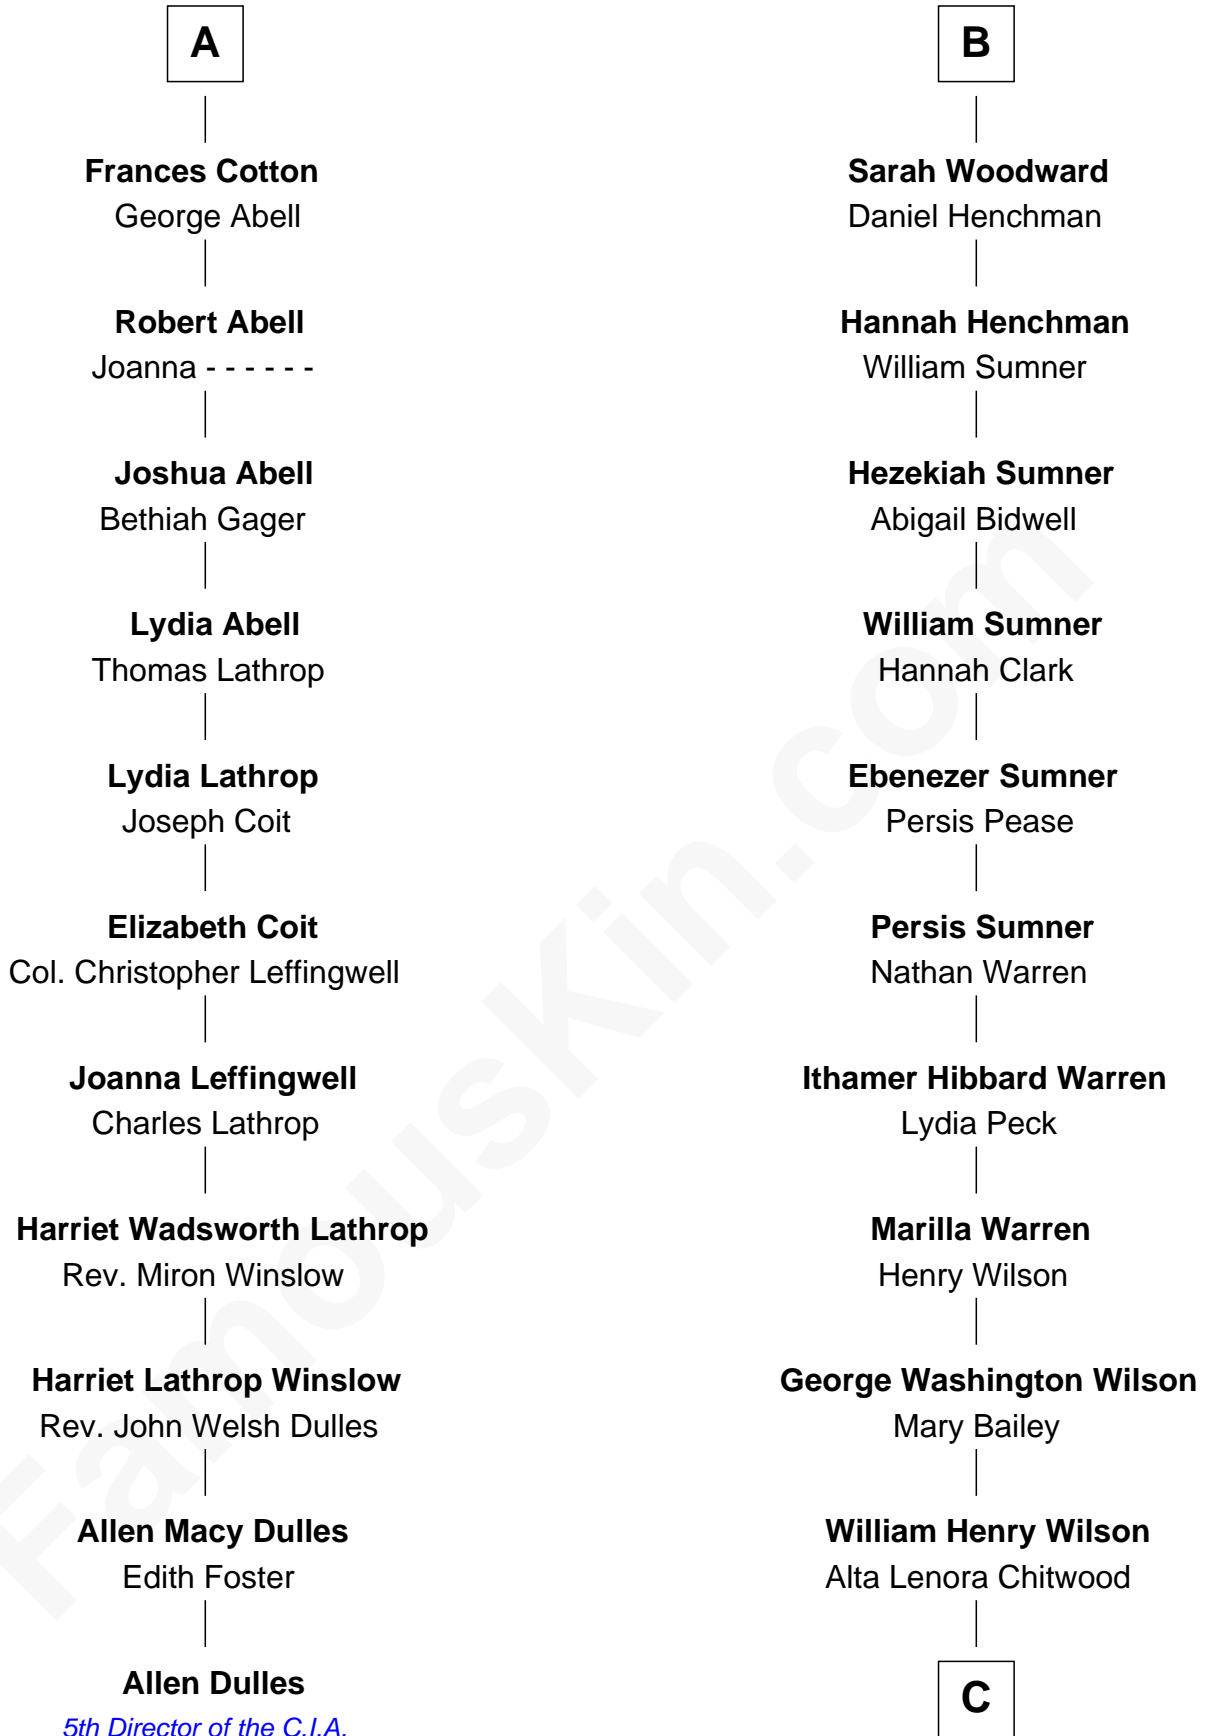 A
Frances Cotton
George Abell
Robert Abell
Joanna - - - - - -
Joshua Abell
Bethiah Gager
Lydia Abell
Thomas Lathrop
Lydia Lathrop
Joseph Coit
Elizabeth Coit
Col. Christopher Leffingwell
Joanna Leffingwell
Charles Lathrop
Harriet Wadsworth Lathrop
Rev. Miron Winslow
Harriet Lathrop Winslow
Rev. John Welsh Dulles
Allen Macy Dulles
Edith Foster
Allen Dulles
5th Director of the C.I.A.
B
Sarah Woodward
Daniel Henchman
Hannah Henchman
William Sumner
Hezekiah Sumner
Abigail Bidwell
William Sumner
Hannah Clark
Ebenezer Sumner
Persis Pease
Persis Sumner
Nathan Warren
Ithamer Hibbard Warren
Lydia Peck
Marilla Warren
Henry Wilson
George Washington Wilson
Mary Bailey
William Henry Wilson
Alta Lenora Chitwood
C
FamousKin.com